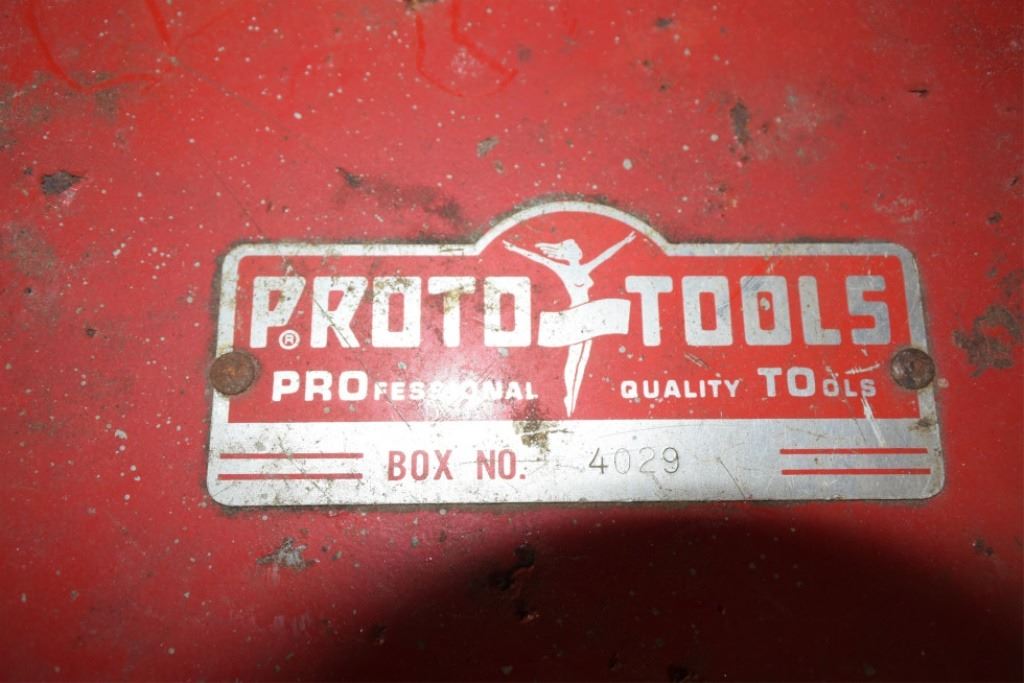 PROTO® TOOLS
PROFESSIONAL QUALITY TOOLS
BOX NO. 4029